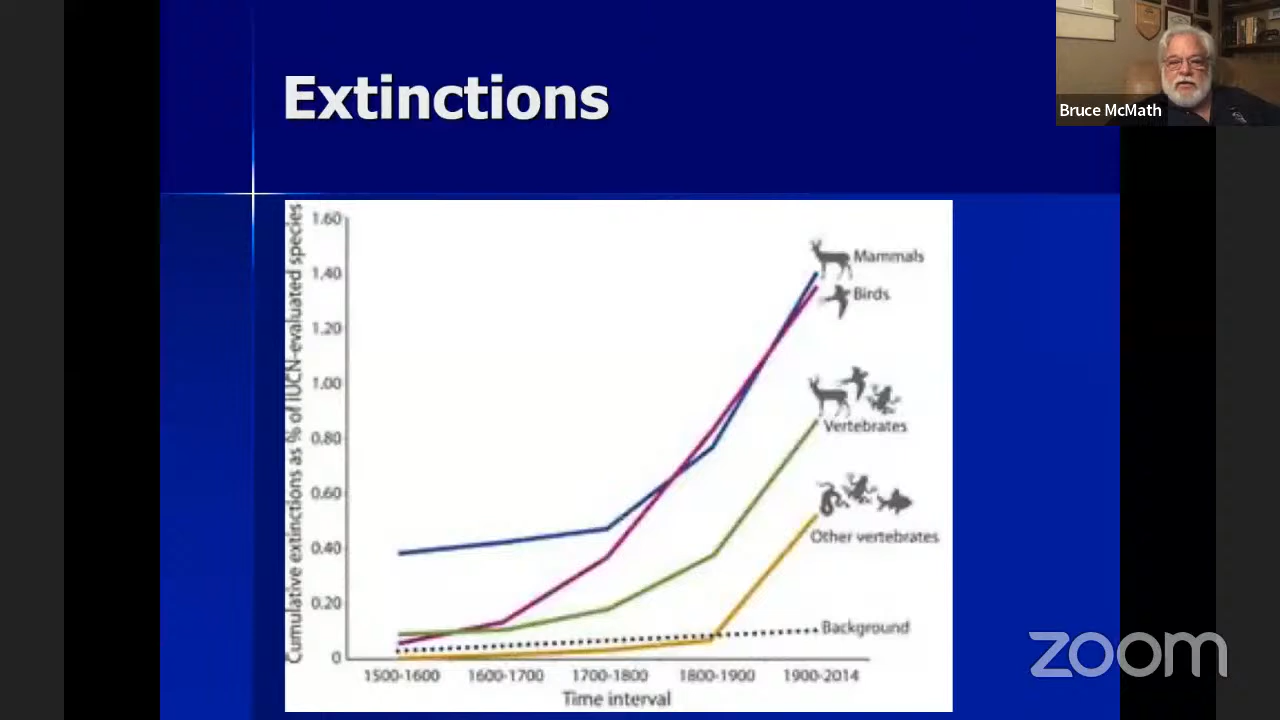 Extinctions
Bruce McMath
Cumulative extinctions as % of IUCN-evaluated species
1.60
1.40
1.20
1.00
0.80
0.60
0.40
0.20
0
Mammals
Birds
Vertebrates
Other vertebrates
Background
1500-1600 1600-1700 1700-1800 1800-1900 1900-2014
Time interval
zoom